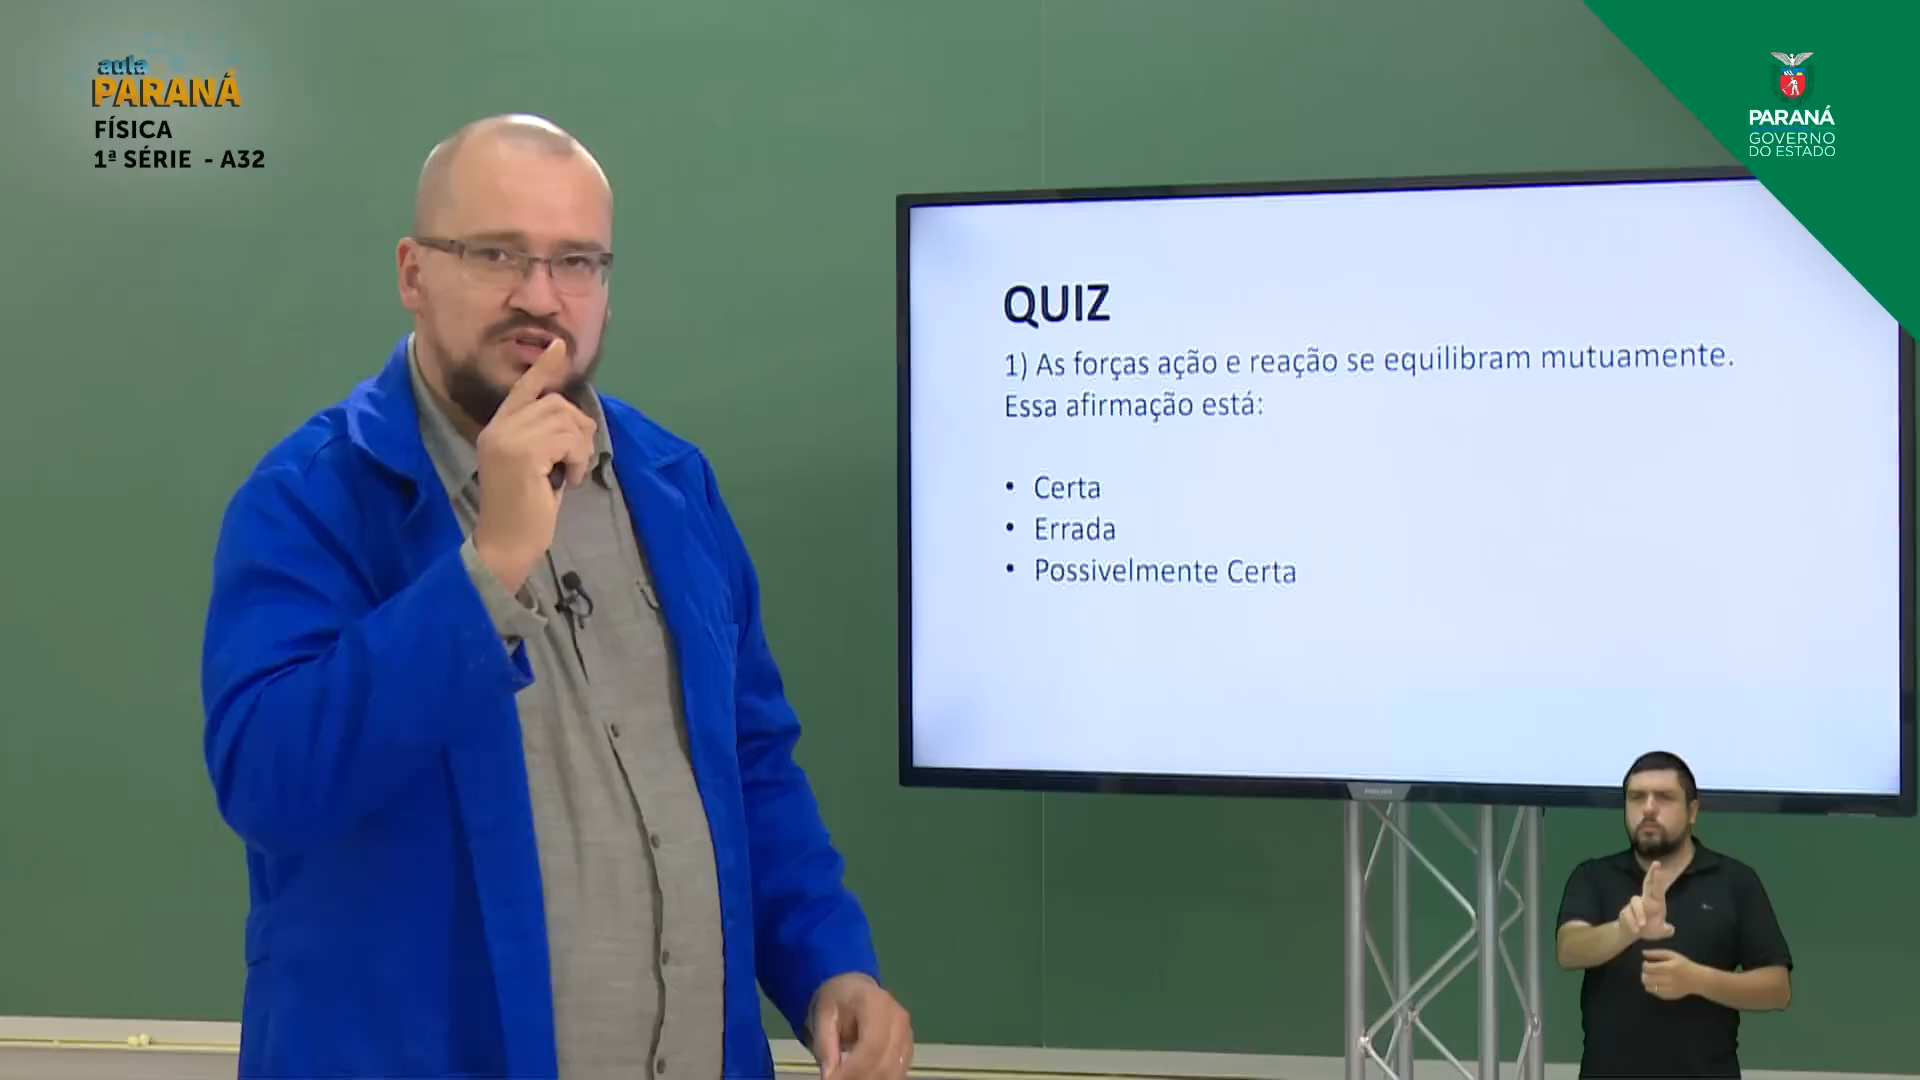 aula
PARANÁ
FÍSICA
1ª SÉRIE - A32
PARANÁ
GOVERNO
DO ESTADO
QUIZ
1) As forças ação e reação se equilibram mutuamente.
Essa afirmação está:
• Certa
• Errada
• Possivelmente Certa
PHILIPS